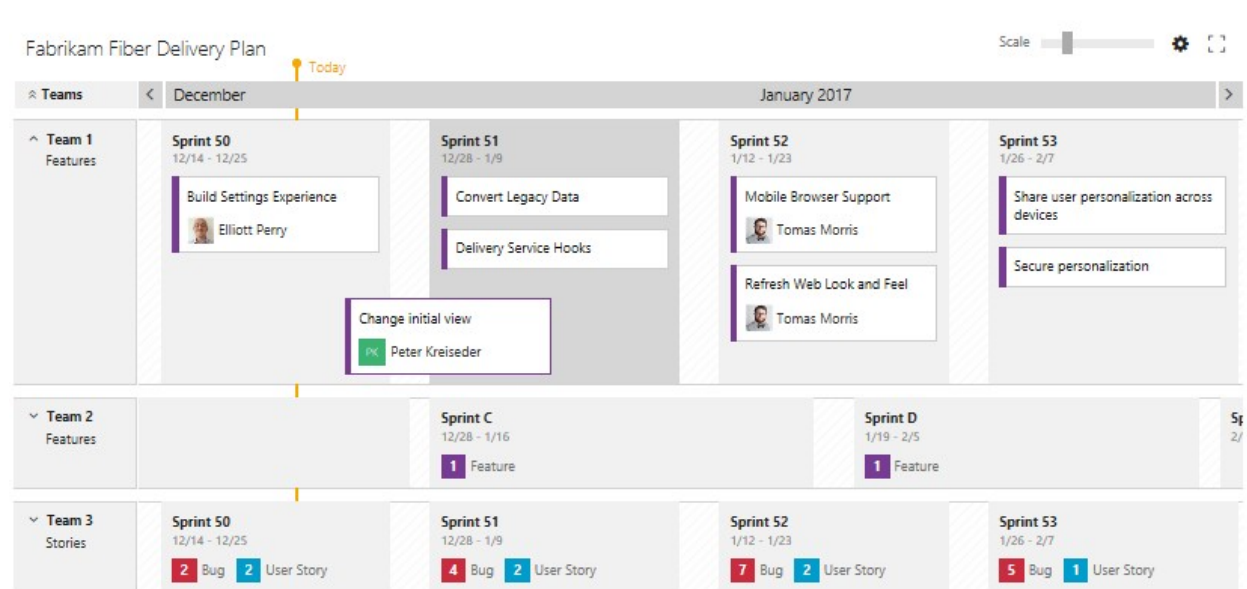 Fabrikam Fiber Delivery Plan
Scale
Today
Teams
December
January 2017
Team 1
Features
Sprint 50
12/14 - 12/25
Build Settings Experience
Elliott Perry
Sprint 51
12/28 - 1/9
Convert Legacy Data
Delivery Service Hooks
Sprint 52
1/12 - 1/23
Mobile Browser Support
Tomas Morris
Refresh Web Look and Feel
Tomas Morris
Sprint 53
1/26 - 2/7
Share user personalization across
devices
Secure personalization
Change initial view
PK Peter Kreiseder
Team 2
Features
Sprint C
12/28 - 1/16
1 Feature
Sprint D
1/19 - 2/5
1 Feature
Sp
2/
Team 3
Stories
Sprint 50
12/14 - 12/25
2 Bug 2 User Story
Sprint 51
12/28 - 1/9
4 Bug 2 User Story
Sprint 52
1/12 - 1/23
7 Bug 2 User Story
Sprint 53
1/26 - 2/7
5 Bug 1 User Story